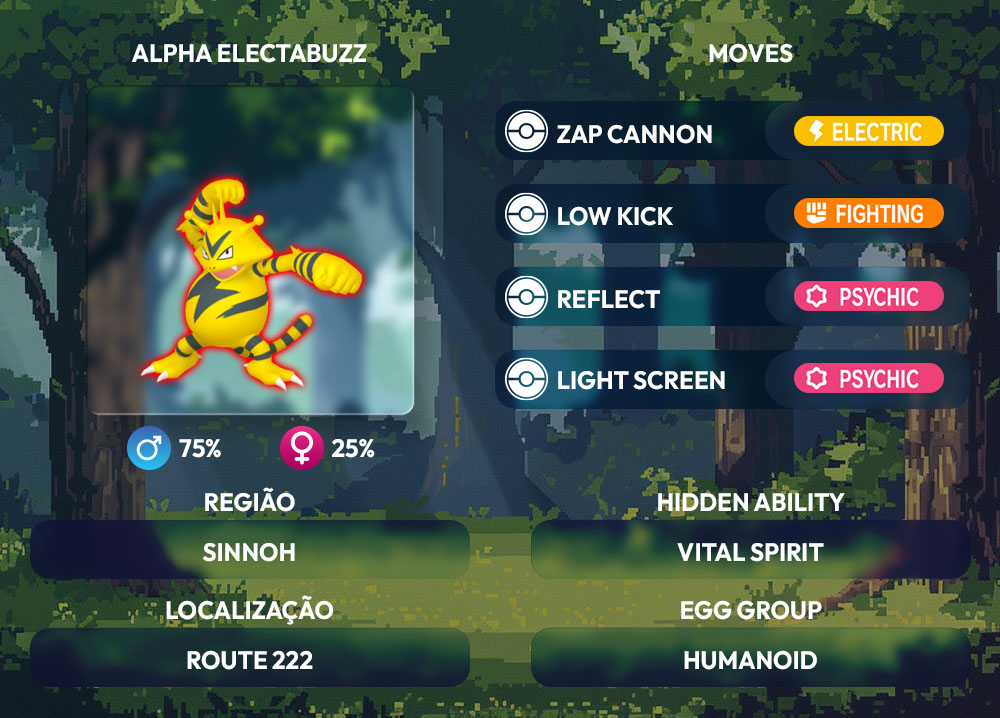 ALPHA ELECTABUZZ
75%
25%
MOVES
ZAP CANNON ELECTRIC
LOW KICK FIGHTING
REFLECT PSYCHIC
LIGHT SCREEN PSYCHIC
REGIÃO
SINNOH
HIDDEN ABILITY
VITAL SPIRIT
LOCALIZAÇÃO
ROUTE 222
EGG GROUP
HUMANOID